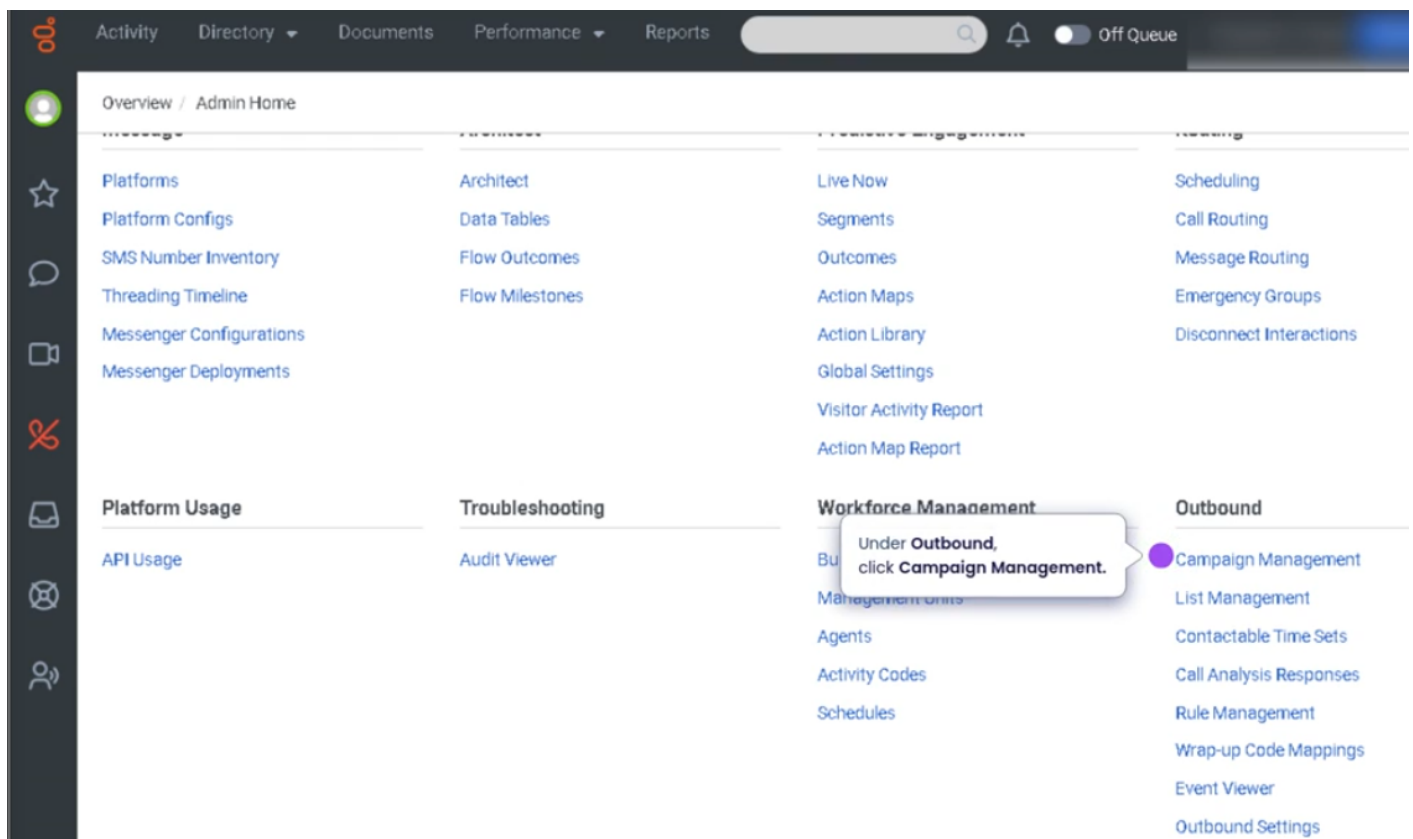 Activity Directory Documents Performance Reports Off Queue
Overview / Admin Home
Platforms
Platform Configs
SMS Number Inventory
Threading Timeline
Messenger Configurations
Messenger Deployments
Architect
Data Tables
Flow Outcomes
Flow Milestones
Live Now
Segments
Outcomes
Action Maps
Action Library
Global Settings
Visitor Activity Report
Action Map Report
Scheduling
Call Routing
Message Routing
Emergency Groups
Disconnect Interactions
Platform Usage
API Usage
Troubleshooting
Audit Viewer
Workforce Management
Under Outbound,
click Campaign Management.
Management Units
Agents
Activity Codes
Schedules
Outbound
Campaign Management
List Management
Contactable Time Sets
Call Analysis Responses
Rule Management
Wrap-up Code Mappings
Event Viewer
Outbound Settings